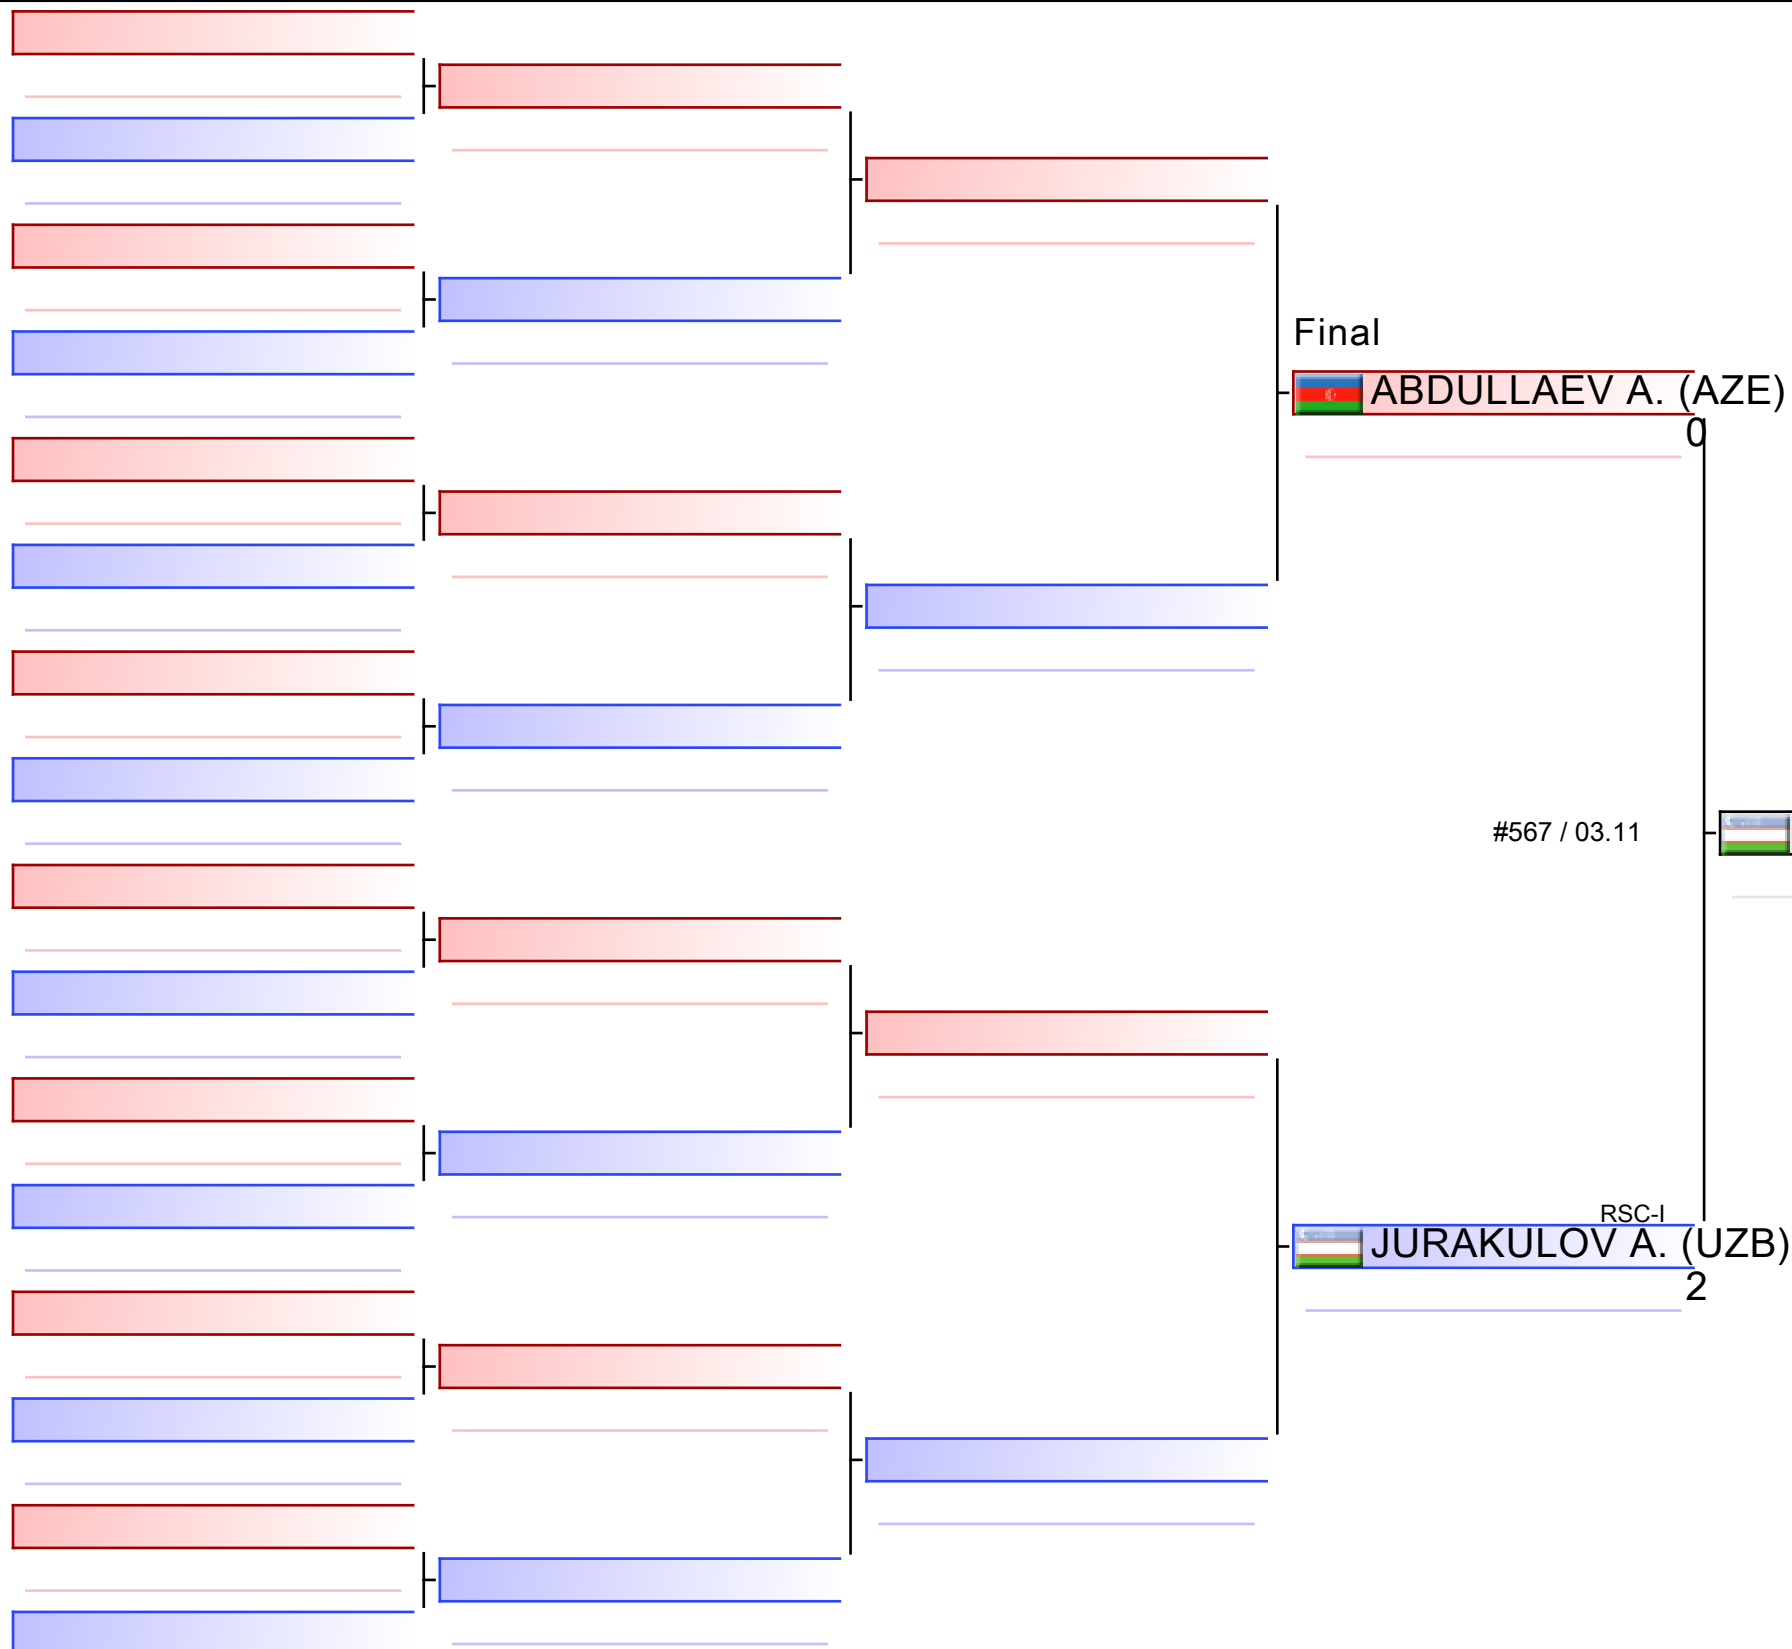 Final
ABDULLAEV A. (AZE)
0
#567 / 03.11
RSC-I
JURAKULOV A. (UZB)
2